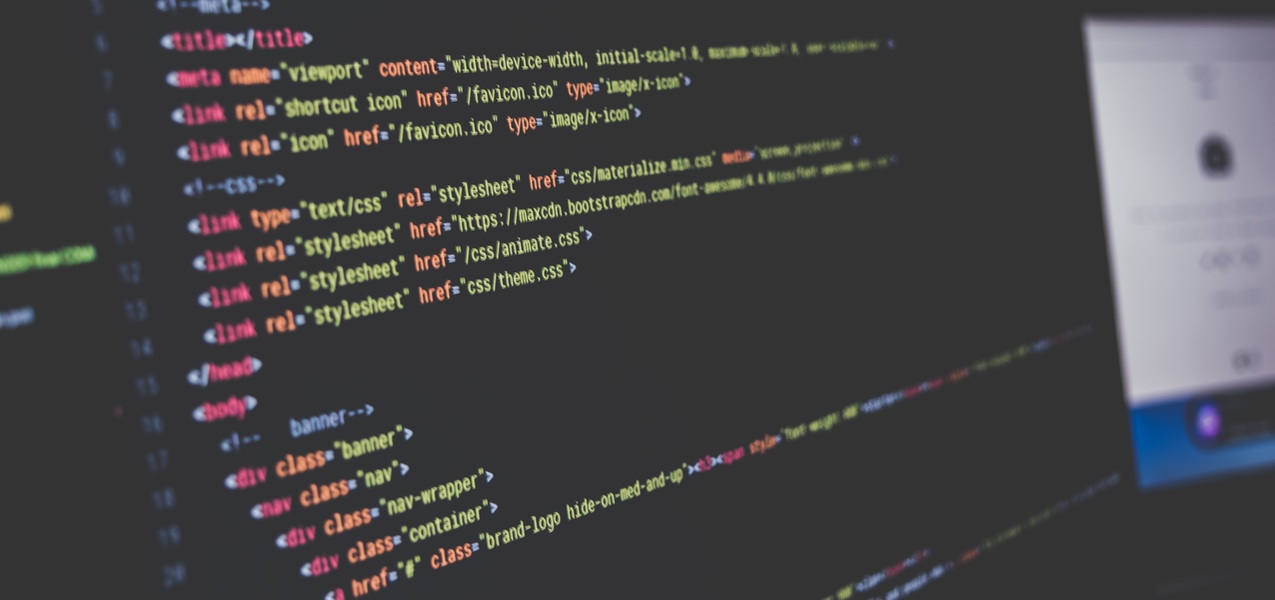 5 <!--meta-->
6 <title></title>
7 <meta name="viewport" content="width=device-width, initial-scale=1.0, maximum-scale=1.0,
8 <link rel="shortcut icon" href="/favicon.ico" type="image/x-icon">
9 <link rel="icon" href="/favicon.ico" type="image/x-icon">
10 <!--css-->
11 <link type="text/css" rel="stylesheet" href="css/materialize.min.css" media="screen,projection"
12 <link rel="stylesheet" href="https://maxcdn.bootstrapcdn.com/font-awesome/4.4.0/css/font-awesome
13 <link rel="stylesheet" href="/css/animate.css">
14 <link rel="stylesheet" href="css/theme.css">
15 </head>
16 <body>
17 <!-- banner-->
18 <div class="banner">
19 <nav class="nav">
20 <div class="nav-wrapper">
<div class="container">
<a href="#" class="brand-logo hide-on-med-and-up"><h3><span style="font-weight